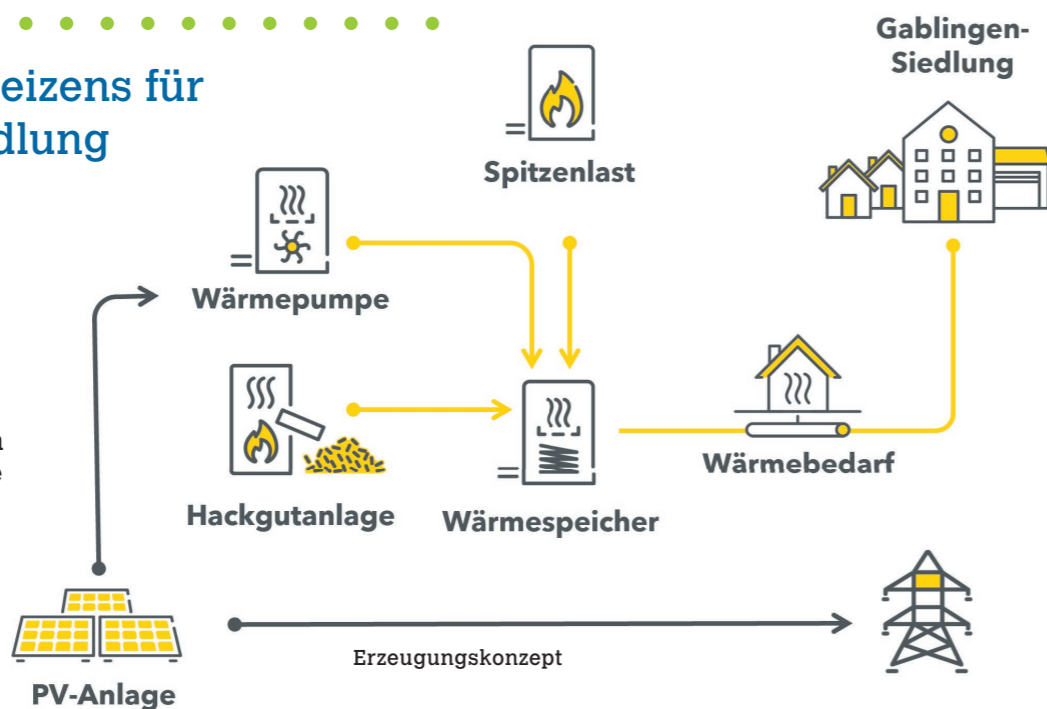 eizens für
dlung
Gablingen-
Siedlung
Spitzenlast
Wärmepumpe
Hackgutanlage
Wärmespeicher
Wärmebedarf
PV-Anlage
Erzeugungskonzept